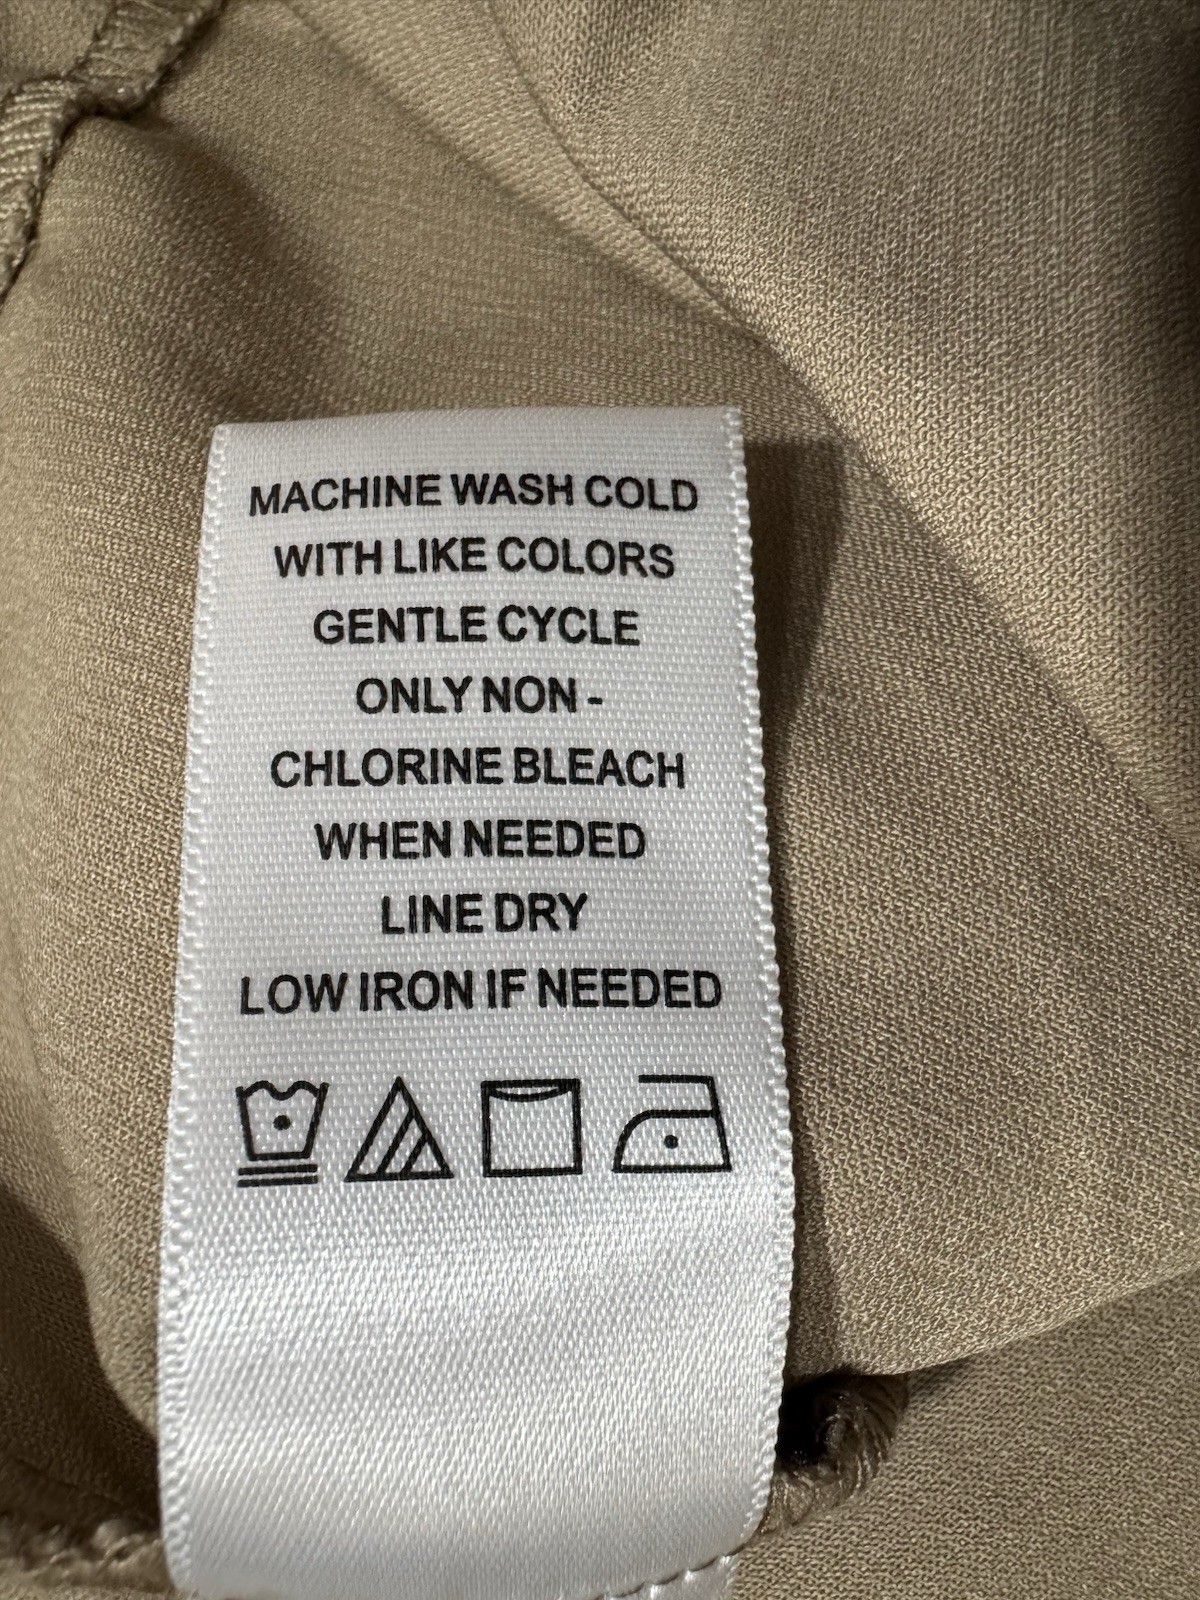 MACHINE WASH COLD
WITH LIKE COLORS
GENTLE CYCLE
ONLY NON -
CHLORINE BLEACH
WHEN NEEDED
LINE DRY
LOW IRON IF NEEDED